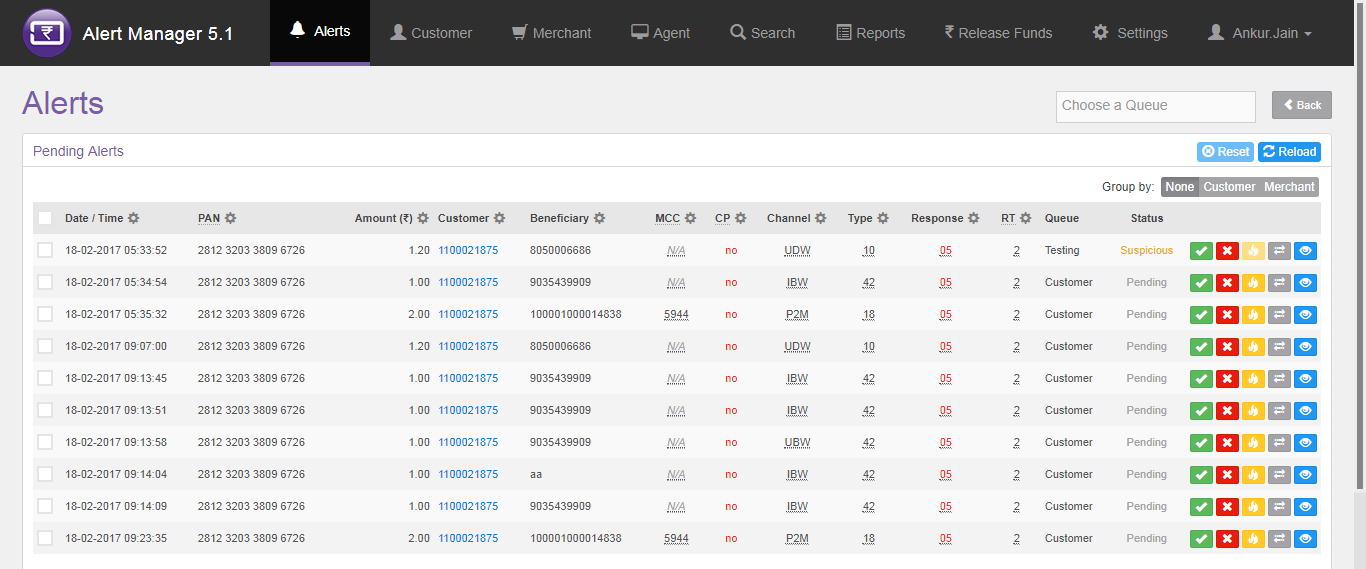 Alert Manager 5.1 Alerts Customer Merchant Agent Search Reports ₹ Release Funds Settings Ankur.Jain
Alerts Choose a Queue Back
Pending Alerts Reset Reload
Group by: None Customer Merchant
Date / Time PAN Amount (₹) Customer Beneficiary MCC CP Channel Type Response RT Queue Status
18-02-2017 05:33:52 2812 3203 3809 6726 1.20 1100021875 8050006686 N/A no UDW 10 05 2 Testing Suspicious
18-02-2017 05:34:54 2812 3203 3809 6726 1.00 1100021875 9035439909 N/A no IBW 42 05 2 Customer Pending
18-02-2017 05:35:32 2812 3203 3809 6726 2.00 1100021875 100001000014838 5944 no P2M 18 05 2 Customer Pending
18-02-2017 09:07:00 2812 3203 3809 6726 1.20 1100021875 8050006686 N/A no UDW 10 05 2 Customer Pending
18-02-2017 09:13:45 2812 3203 3809 6726 1.00 1100021875 9035439909 N/A no IBW 42 05 2 Customer Pending
18-02-2017 09:13:51 2812 3203 3809 6726 1.00 1100021875 9035439909 N/A no IBW 42 05 2 Customer Pending
18-02-2017 09:13:58 2812 3203 3809 6726 1.00 1100021875 9035439909 N/A no UBW 42 05 2 Customer Pending
18-02-2017 09:14:04 2812 3203 3809 6726 1.00 1100021875 aa N/A no IBW 42 05 2 Customer Pending
18-02-2017 09:14:09 2812 3203 3809 6726 1.00 1100021875 9035439909 N/A no IBW 42 05 2 Customer Pending
18-02-2017 09:23:35 2812 3203 3809 6726 2.00 1100021875 100001000014838 5944 no P2M 18 05 2 Customer Pending